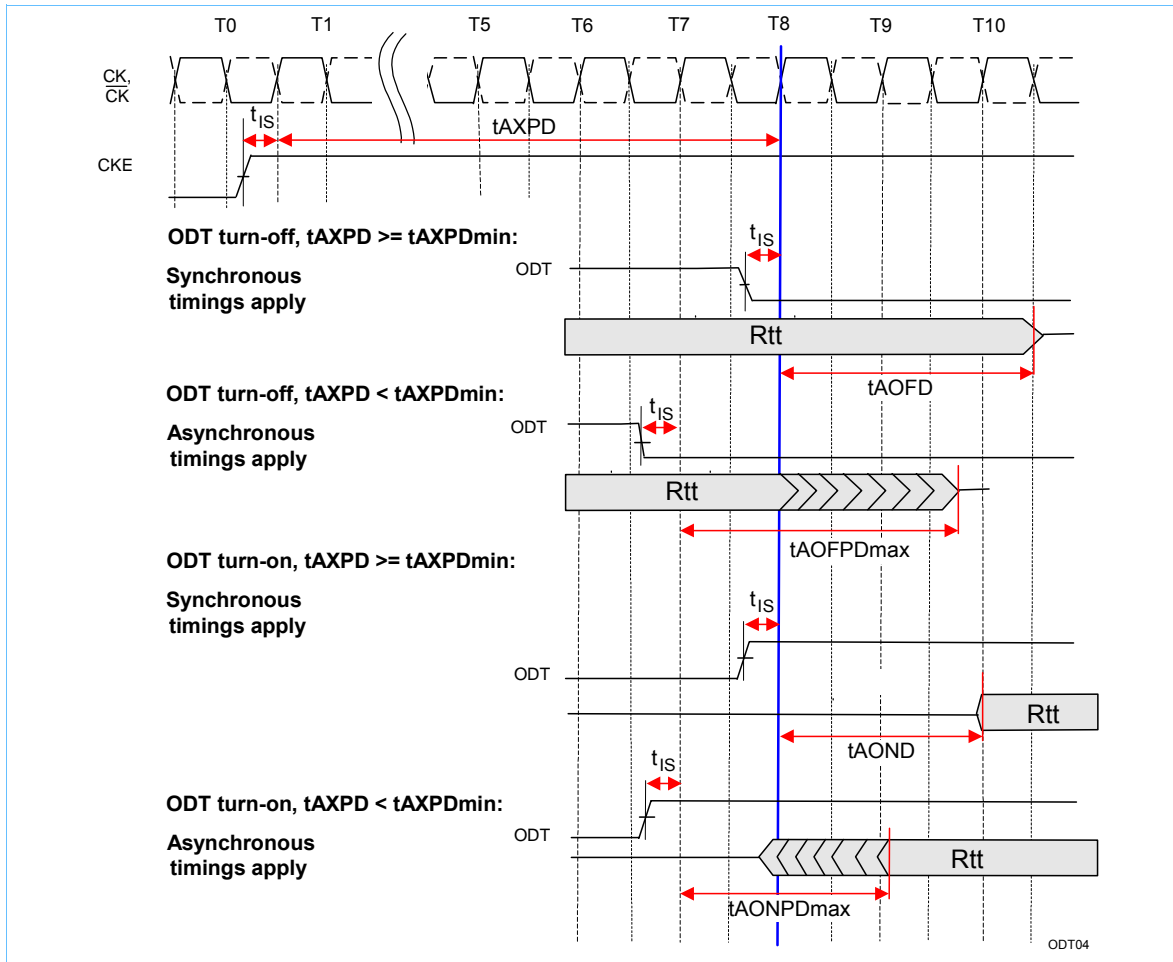 T0 T1 T5 T6 T7 T8 T9 T10
CK,
CK
tIS
tAXPD
CKE
ODT turn-off, tAXPD >= tAXPDmin:
tIS
Synchronous
timings apply
ODT
Rtt
tAOFD
ODT turn-off, tAXPD < tAXPDmin:
tIS
Asynchronous
timings apply
ODT
Rtt
tAOFPDmax
ODT turn-on, tAXPD >= tAXPDmin:
Synchronous
timings apply
tIS
ODT
Rtt
tAOND
tIS
ODT turn-on, tAXPD < tAXPDmin:
ODT
Asynchronous
timings apply
Rtt
tAONPDmax
ODT04